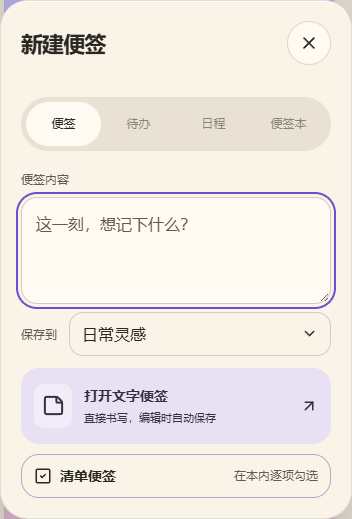 新建便签
便签 待办 日程 便签本
便签内容
这一刻，想记下什么？
保存到 日常灵感
打开文字便签
直接书写，编辑时自动保存
清单便签 在本内逐项勾选